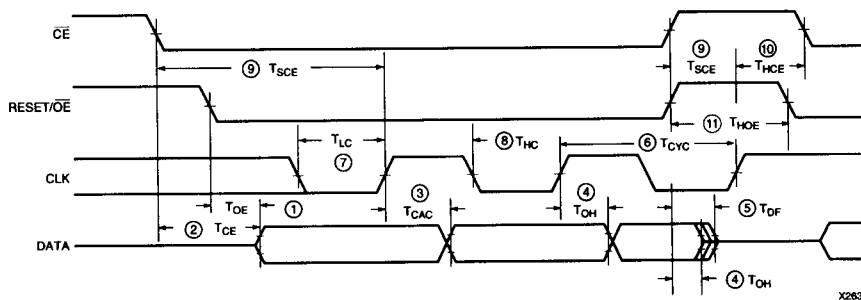 CE
⑨ TSCE
⑨
TSCE
⑩
THCE
RESET/OE
⑪ THOE
TLC
⑦
⑧ THC
⑥ TCYC
CLK
TOE
①
③
TCAC
④
TOH
⑤ TDF
② TCE
DATA
④ TOH
X263